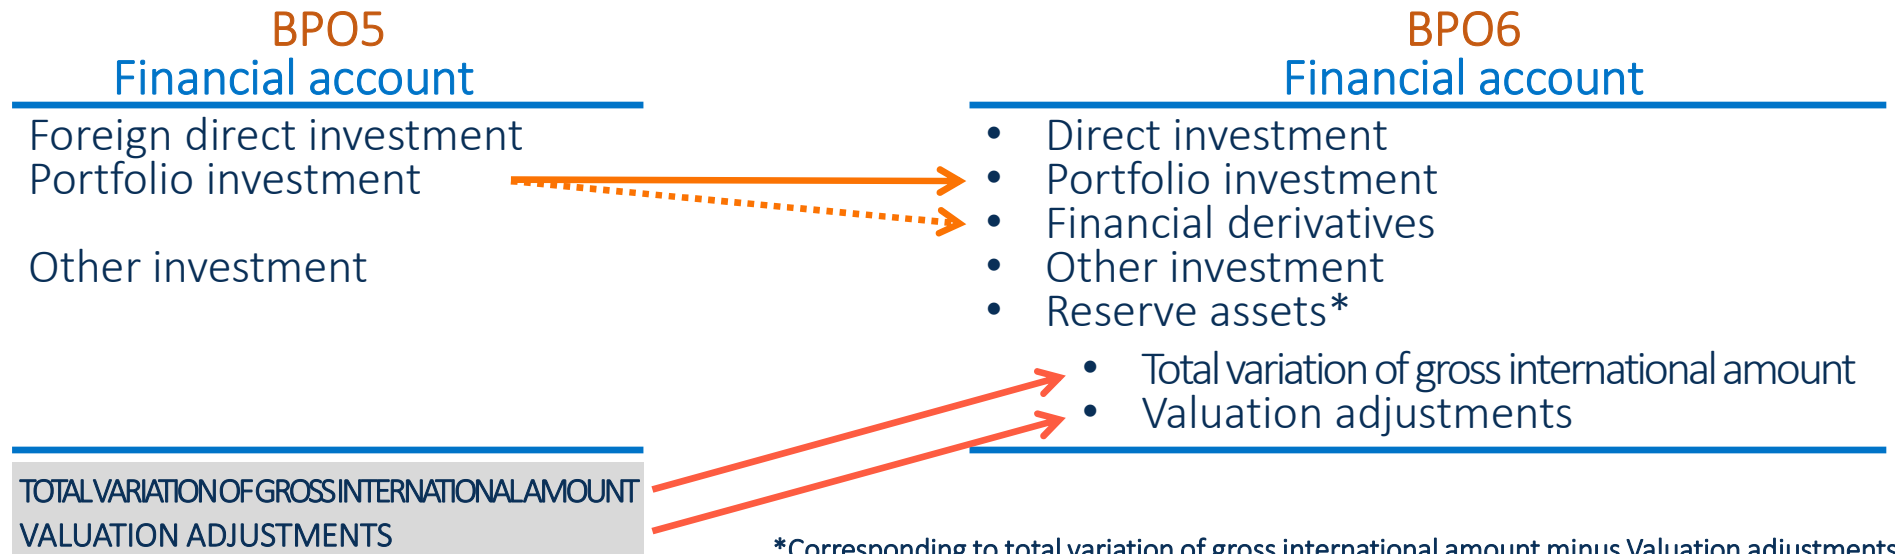 BPO5
Financial account
Foreign direct investment
Portfolio investment
Other investment
TOTAL VARIATION OF GROSS INTERNATIONAL AMOUNT
VALUATION ADJUSTMENTS
BPO6
Financial account
• Direct investment
• Portfolio investment
• Financial derivatives
• Other investment
• Reserve assets*
• Total variation of gross international amount
• Valuation adjustments
*Corresponding to total variation of gross international amount minus Valuation adjustments